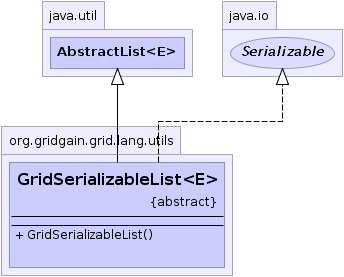 java.util
java.io
AbstractList<E>
Serializable
org.gridgain.grid.lang.utils
GridSerializableList<E>
{abstract}
+ GridSerializableList()